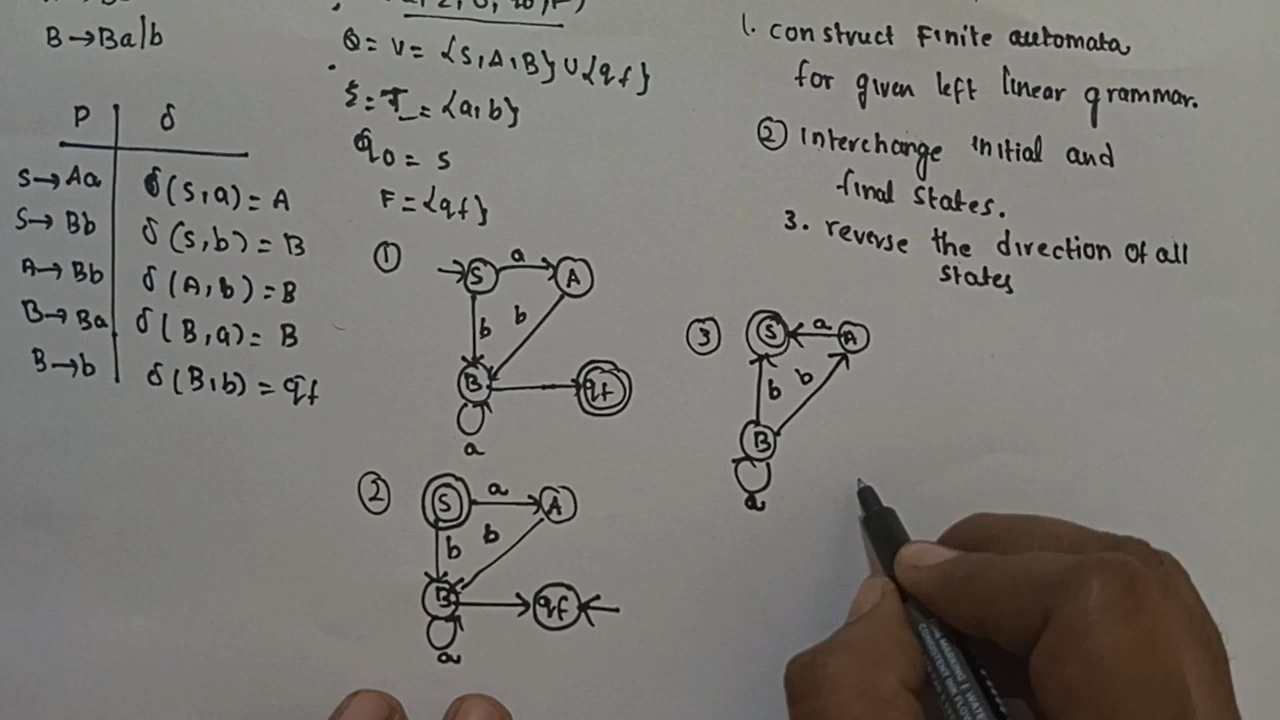 B→Ba|b
P δ
S→Aa δ(S,a)=A
S→Bb δ(S,b)=B
A→Bb δ(A,b)=B
B→Ba δ(B,a)=B
B→b δ(B,b)=qf
Q=V={S,A,B}∪{qf}
Σ=T={a,b}
q0=S
F={qf}
①
S a A
b b
B qf
a
②
S a A
b b
B qf
a
1. construct Finite automata
for given left linear grammar.
② interchange initial and
final states.
3. reverse the direction of all
states
③
S a A
b b
B
a